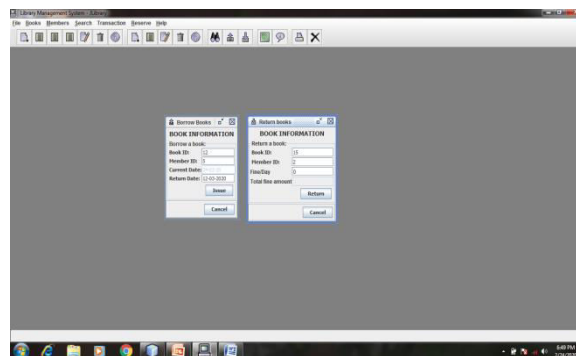 Library Management System
File Books Members Search Transaction Reserve Help
Borrow Books
BOOK INFORMATION
Borrow a book:
Book ID: 12
Member ID: 3
Current Date:
Return Date: 12-03-2020
Issue
Cancel
Return books
BOOK INFORMATION
Return a book:
Book ID: 15
Member ID: 2
Fine/Day 0
Total fine amount
Return
Cancel
6:49 PM